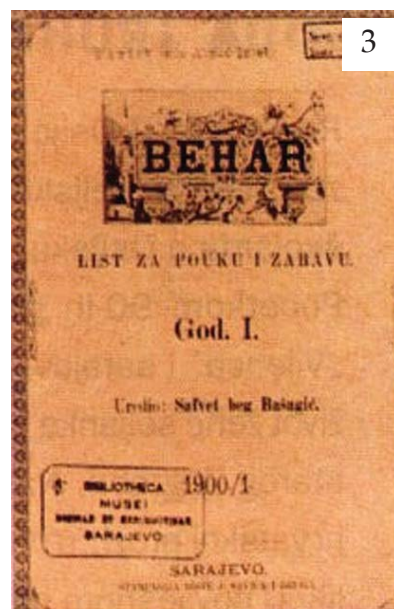 3
BEHAR
LIST ZA POUKU I ZABAVU.
God. I.
Uredio: Safvet beg Bašagić.
1900/1
BIBLIOTHECA
MUSEI
SARAJEVO
SARAJEVO.